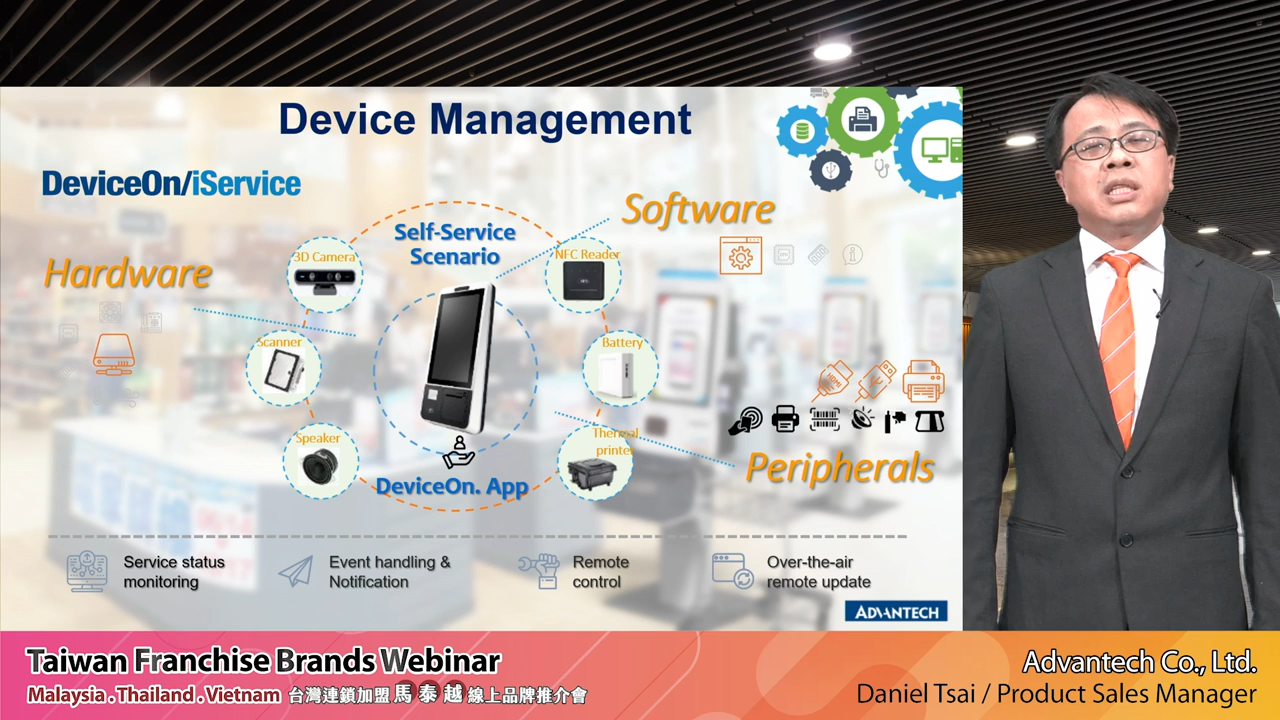 Device Management
DeviceOn/iService
Software
Self-Service
Scenario
3D Camera
NFC Reader
Hardware
Scanner
Battery
Speaker
Thermal
printer
Peripherals
DeviceOn. App
Service status
monitoring
Event handling &
Notification
Remote
control
Over-the-air
remote update
ADVANTECH
Taiwan Franchise Brands Webinar
Malaysia . Thailand . Vietnam 台灣連鎖加盟 馬 泰 越 線上品牌推介會
Advantech Co., Ltd.
Daniel Tsai / Product Sales Manager